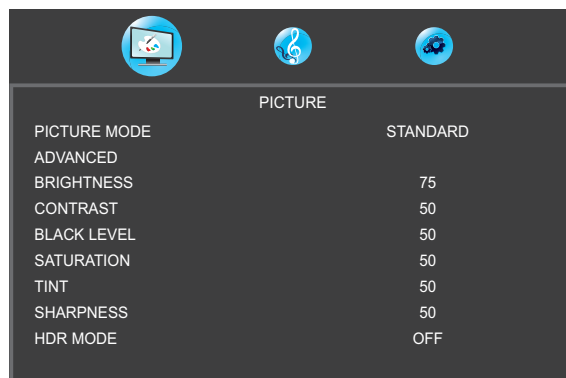 PICTURE
PICTURE MODE STANDARD
ADVANCED
BRIGHTNESS 75
CONTRAST 50
BLACK LEVEL 50
SATURATION 50
TINT 50
SHARPNESS 50
HDR MODE OFF